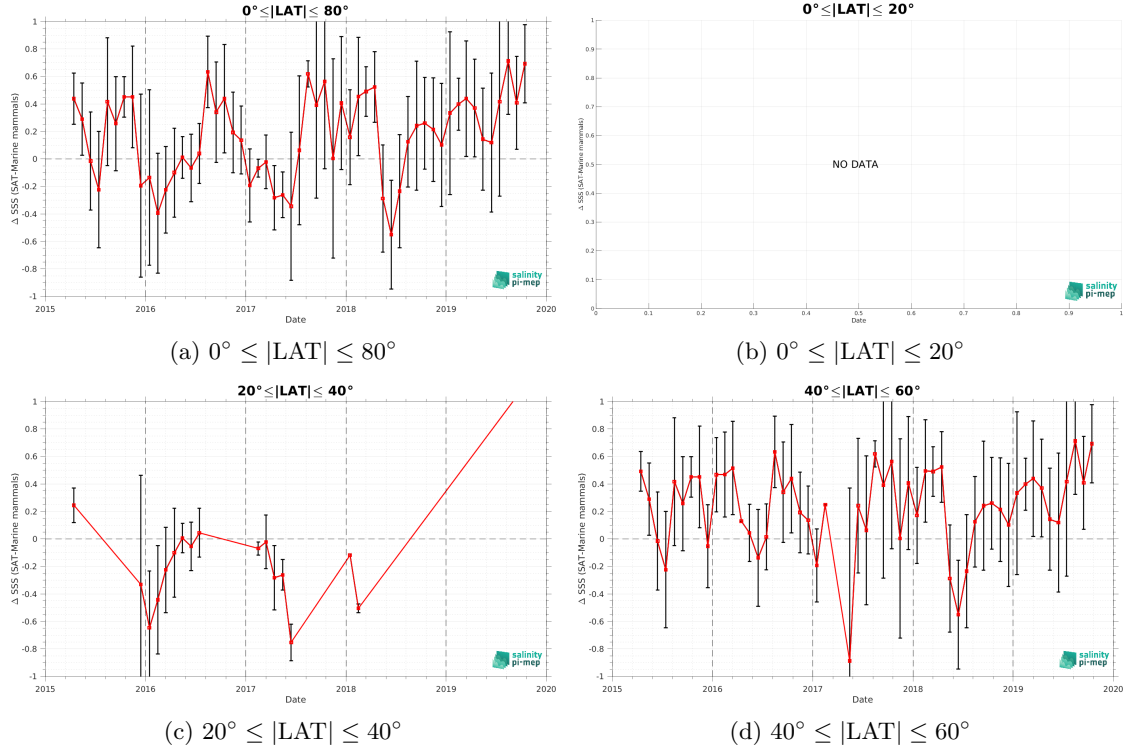 0°≤|LAT|≤ 80°
1
0.8
0.6
0.4
0.2
0
-0.2
-0.4
-0.6
-0.8
-1
Δ SSS (SAT-Marine mammals)
2015 2016 2017 2018 2019 2020
Date
salinity
pi-mep
(a) 0° ≤ |LAT| ≤ 80°
0°≤|LAT|≤ 20°
1
0.9
0.8
0.7
0.6
0.5
0.4
0.3
0.2
0.1
0
Δ SSS (SAT-Marine mammals)
NO DATA
0 0.1 0.2 0.3 0.4 0.5 0.6 0.7 0.8 0.9 1
Date
salinity
pi-mep
(b) 0° ≤ |LAT| ≤ 20°
20°≤|LAT|≤ 40°
1
0.8
0.6
0.4
0.2
0
-0.2
-0.4
-0.6
-0.8
-1
Δ SSS (SAT-Marine mammals)
2015 2016 2017 2018 2019 2020
Date
salinity
pi-mep
(c) 20° ≤ |LAT| ≤ 40°
40°≤|LAT|≤ 60°
1
0.8
0.6
0.4
0.2
0
-0.2
-0.4
-0.6
-0.8
-1
Δ SSS (SAT-Marine mammals)
2015 2016 2017 2018 2019 2020
Date
salinity
pi-mep
(d) 40° ≤ |LAT| ≤ 60°